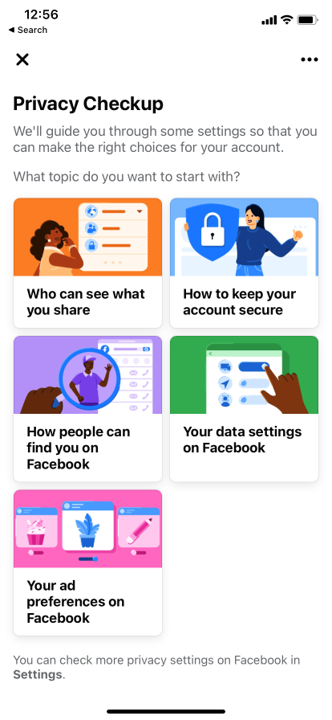 12:56
◀ Search
Privacy Checkup
We'll guide you through some settings so that you
can make the right choices for your account.
What topic do you want to start with?
Who can see what
you share
How to keep your
account secure
How people can
find you on
Facebook
Your data settings
on Facebook
Your ad
preferences on
Facebook
You can check more privacy settings on Facebook in
Settings.